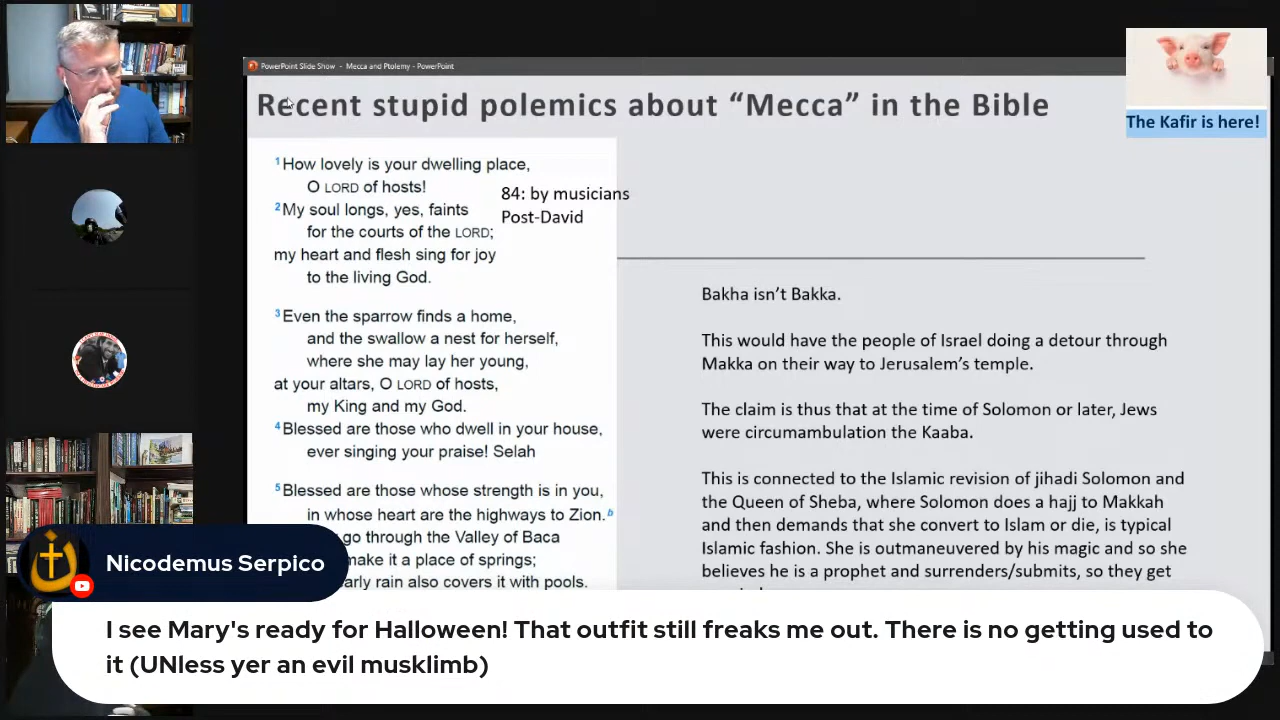 PowerPoint Slide Show - Mecca and Ptolemy - PowerPoint
Recent stupid polemics about “Mecca” in the Bible
The Kafir is here!
1 How lovely is your dwelling place,
O LORD of hosts!
2 My soul longs, yes, faints
for the courts of the LORD;
my heart and flesh sing for joy
to the living God.
84: by musicians
Post-David
3 Even the sparrow finds a home,
and the swallow a nest for herself,
where she may lay her young,
at your altars, O LORD of hosts,
my King and my God.
4 Blessed are those who dwell in your house,
ever singing your praise! Selah
5 Blessed are those whose strength is in you,
in whose heart are the highways to Zion.b
go through the Valley of Baca
make it a place of springs;
rain also covers it with pools.
Bakha isn’t Bakka.
This would have the people of Israel doing a detour through
Makka on their way to Jerusalem’s temple.
The claim is thus that at the time of Solomon or later, Jews
were circumambulation the Kaaba.
This is connected to the Islamic revision of jihadi Solomon and
the Queen of Sheba, where Solomon does a hajj to Makkah
and then demands that she convert to Islam or die, is typical
Islamic fashion. She is outmaneuvered by his magic and so she
believes he is a prophet and surrenders/submits, so they get
Nicodemus Serpico
I see Mary's ready for Halloween! That outfit still freaks me out. There is no getting used to
it (UNless yer an evil musklimb)